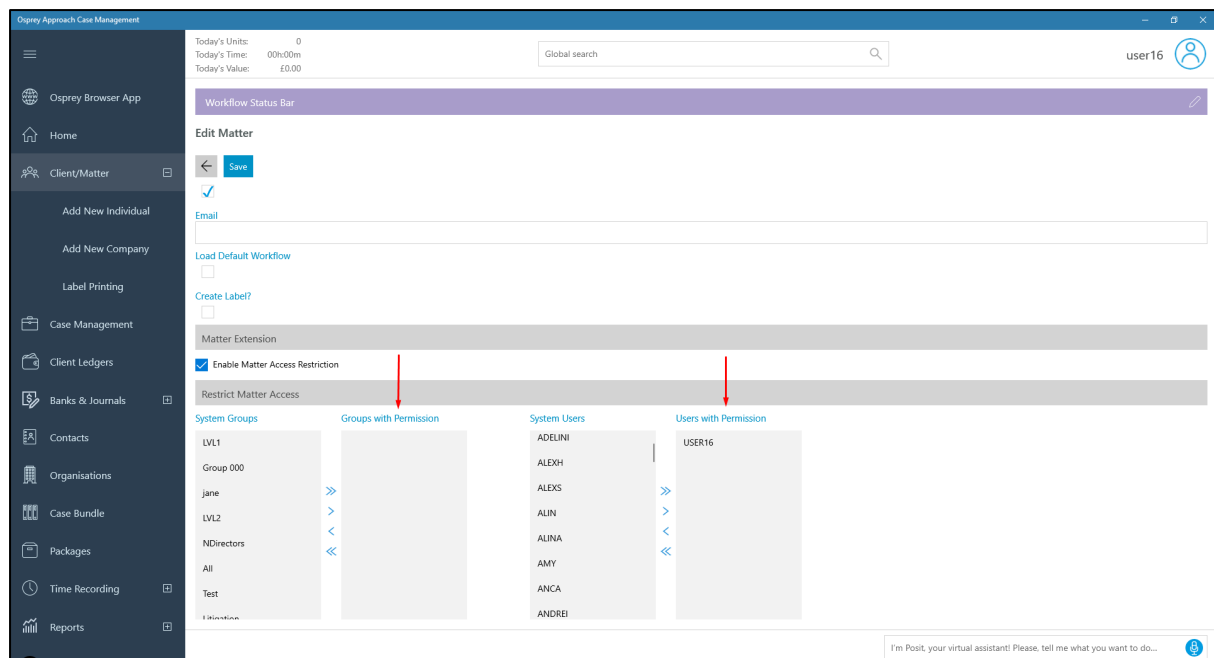 Osprey Approach Case Management
Today's Units: 0
Today's Time: 00h:00m
Today's Value: £0.00
Global search
user16
Osprey Browser App
Home
Client/Matter
Add New Individual
Add New Company
Label Printing
Case Management
Client Ledgers
Banks & Journals
Contacts
Organisations
Case Bundle
Packages
Time Recording
Reports
Workflow Status Bar
Edit Matter
Save
Email
Load Default Workflow
Create Label?
Matter Extension
Enable Matter Access Restriction
Restrict Matter Access
System Groups
LVL1
Group 000
jane
LVL2
NDirectors
All
Test
Litigation
Groups with Permission
System Users
ADELINI
ALEXH
ALEXS
ALIN
ALINA
AMY
ANCA
ANDREI
Users with Permission
USER16
I'm Posit, your virtual assistant! Please, tell me what you want to do...